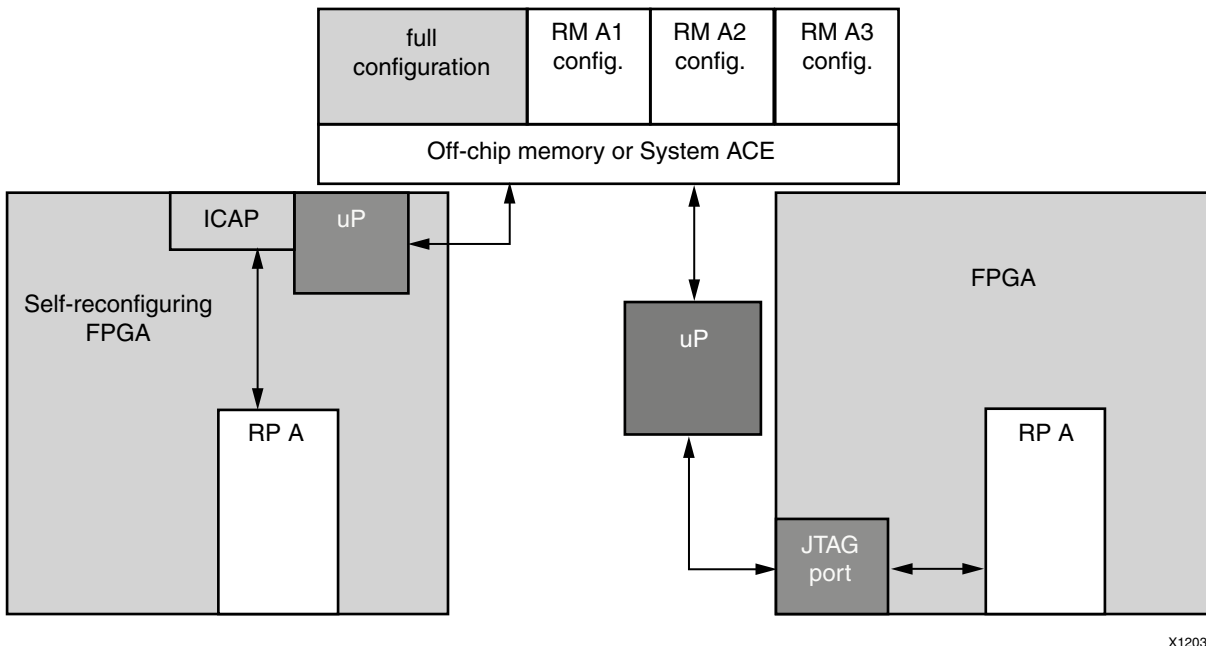 full
configuration
RM A1
config.
RM A2
config.
RM A3
config.
Off-chip memory or System ACE
ICAP
uP
Self-reconfiguring
FPGA
RP A
uP
FPGA
RP A
JTAG
port
X1203